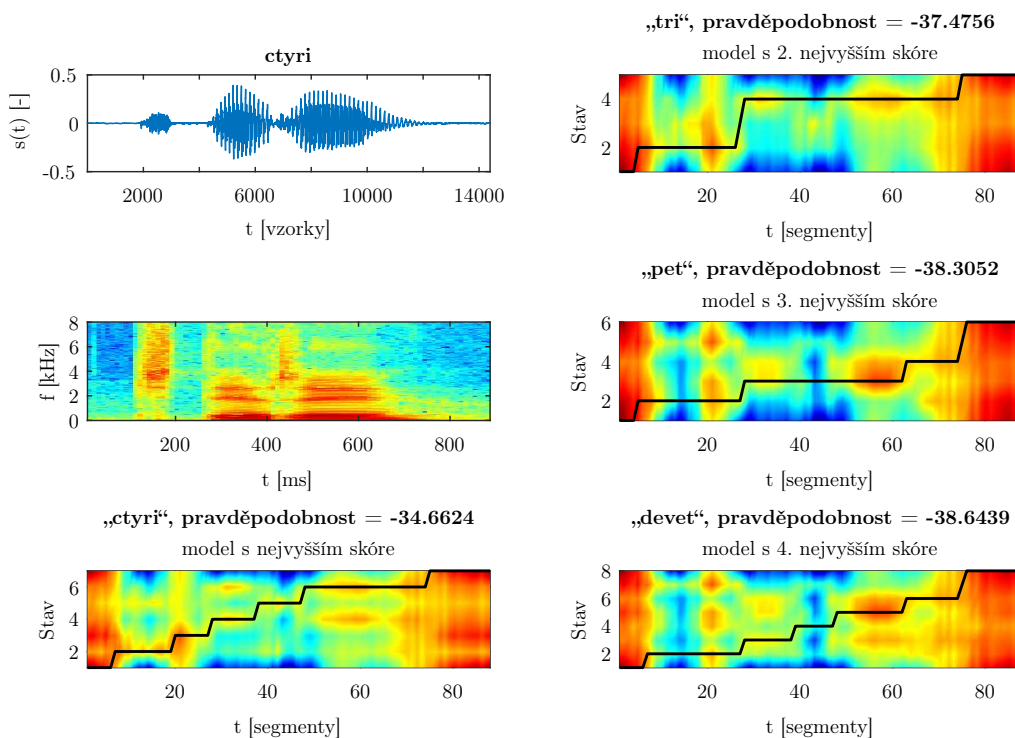 ctyri
s(t) [-]
0.5
0
-0.5
2000 6000 10000 14000
t [vzorky]
f [kHz]
8
6
4
2
0
200 400 600 800
t [ms]
„ctyri“, pravděpodobnost = -34.6624
model s nejvyšším skóre
Stav
6
4
2
20 40 60 80
t [segmenty]
„tri“, pravděpodobnost = -37.4756
model s 2. nejvyšším skóre
Stav
4
2
20 40 60 80
t [segmenty]
„pet“, pravděpodobnost = -38.3052
model s 3. nejvyšším skóre
Stav
6
4
2
20 40 60 80
t [segmenty]
„devet“, pravděpodobnost = -38.6439
model s 4. nejvyšším skóre
Stav
8
6
4
2
20 40 60 80
t [segmenty]